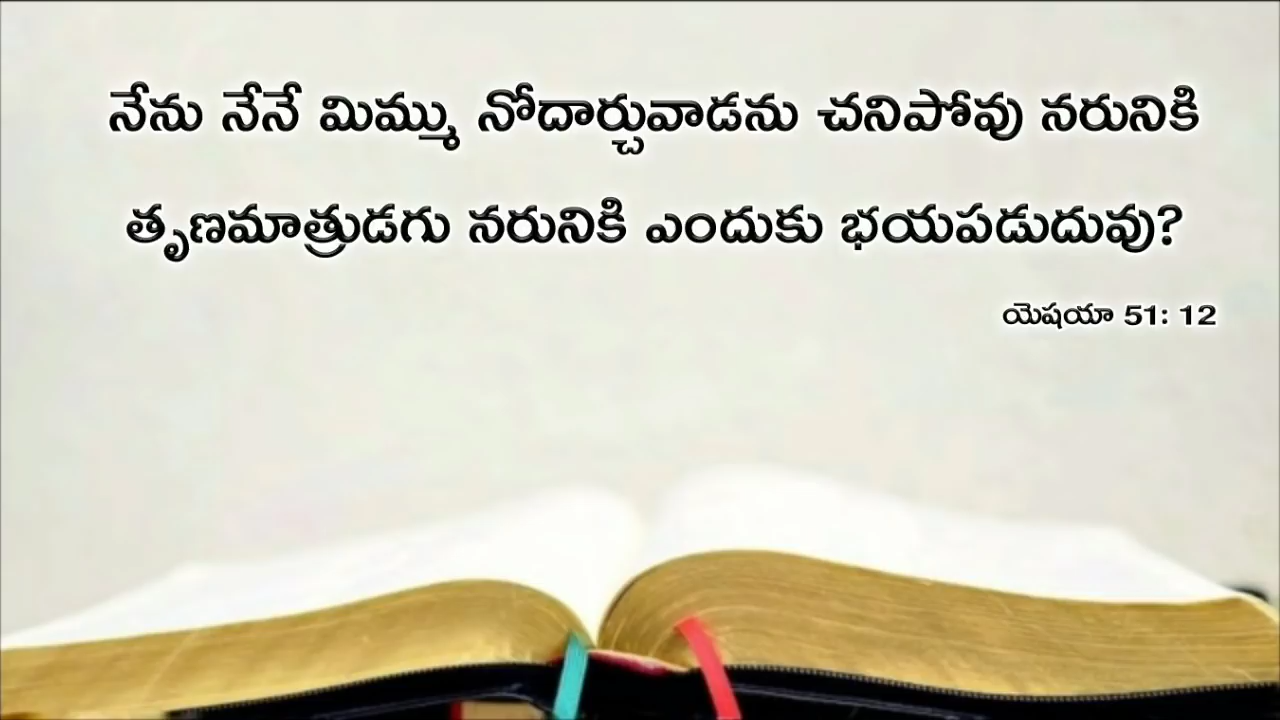 నేను నేనే మిమ్ము నోదార్చువాడను చనిపోవు నరునికి
తృణమాత్రుడగు నరునికి ఎందుకు భయపడుదువు?
యెషయా 51: 12